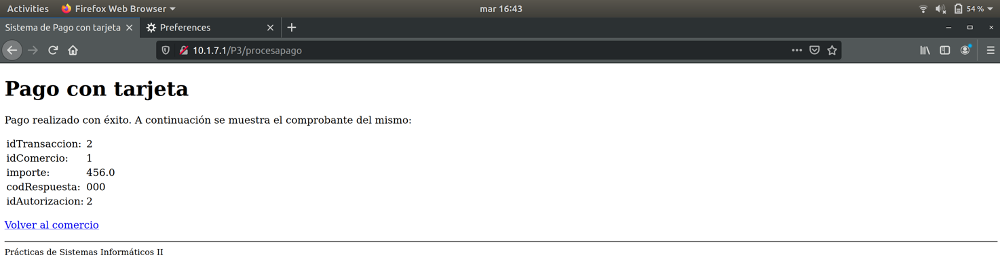 Activities Firefox Web Browser mar 16:43 54 %
Sistema de Pago con tarjeta Preferences
10.1.7.1/P3/procesapago
Pago con tarjeta
Pago realizado con éxito. A continuación se muestra el comprobante del mismo:
idTransaccion: 2
idComercio: 1
importe: 456.0
codRespuesta: 000
idAutorizacion: 2
Volver al comercio
Prácticas de Sistemas Informáticos II